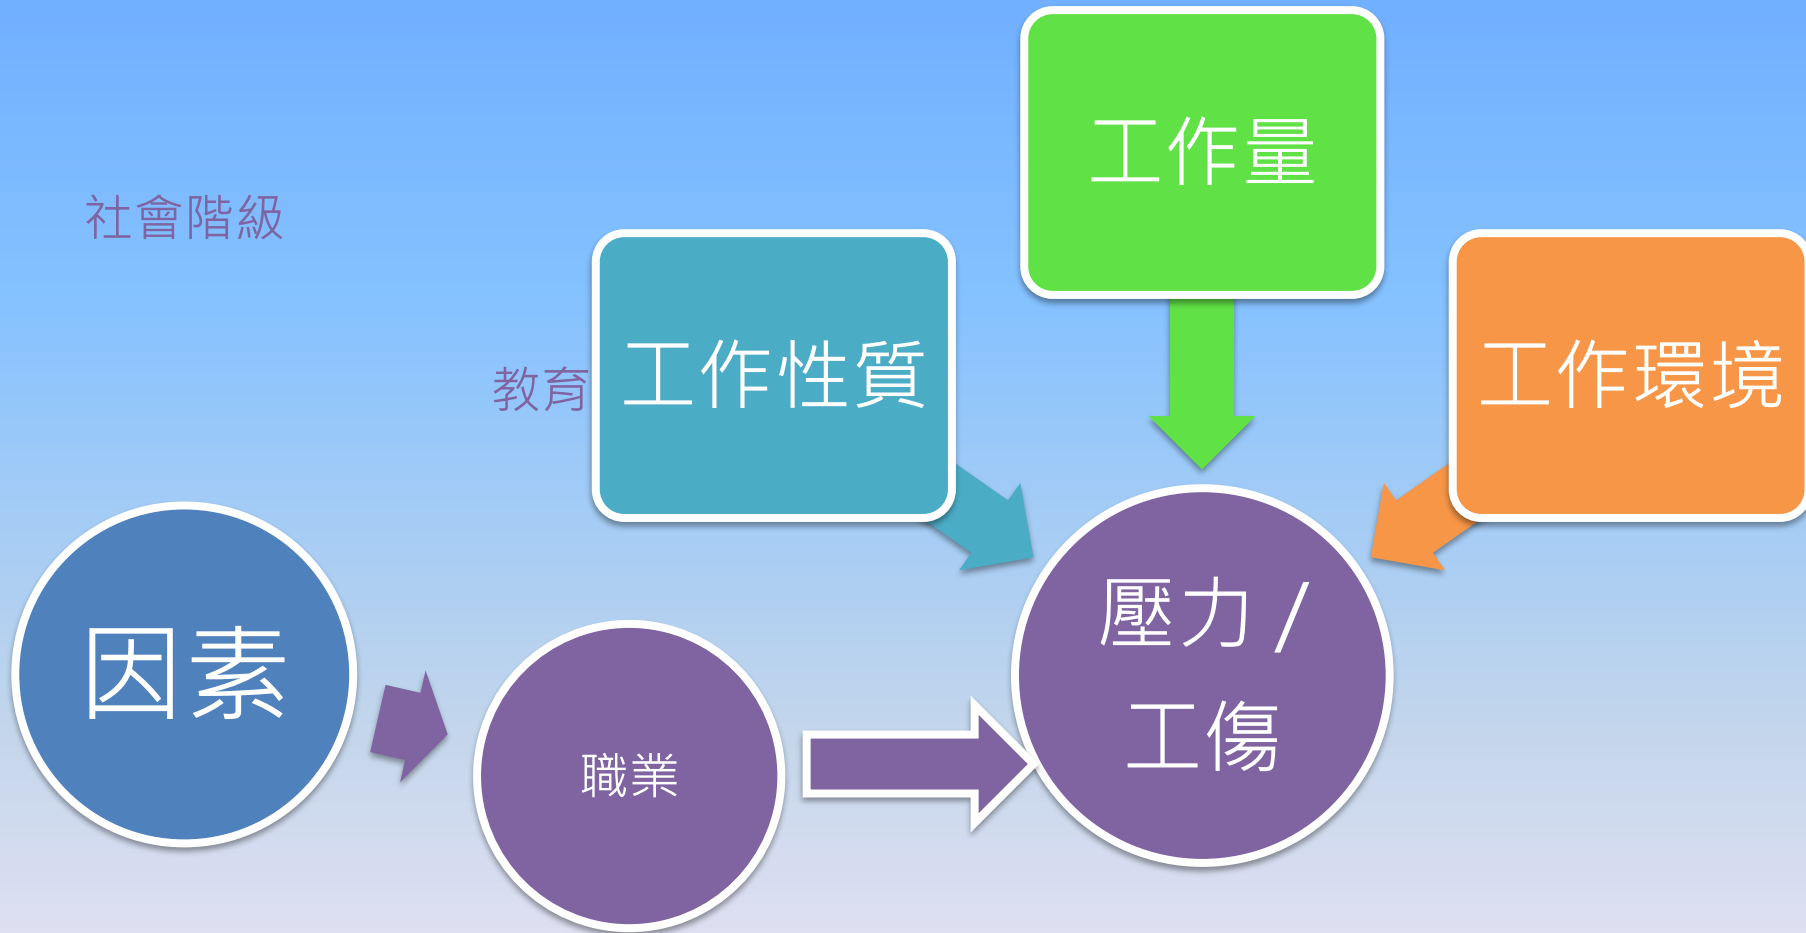 工作量
社會階級
教育
工作性質
工作環境
因素
職業
壓力 /
工傷